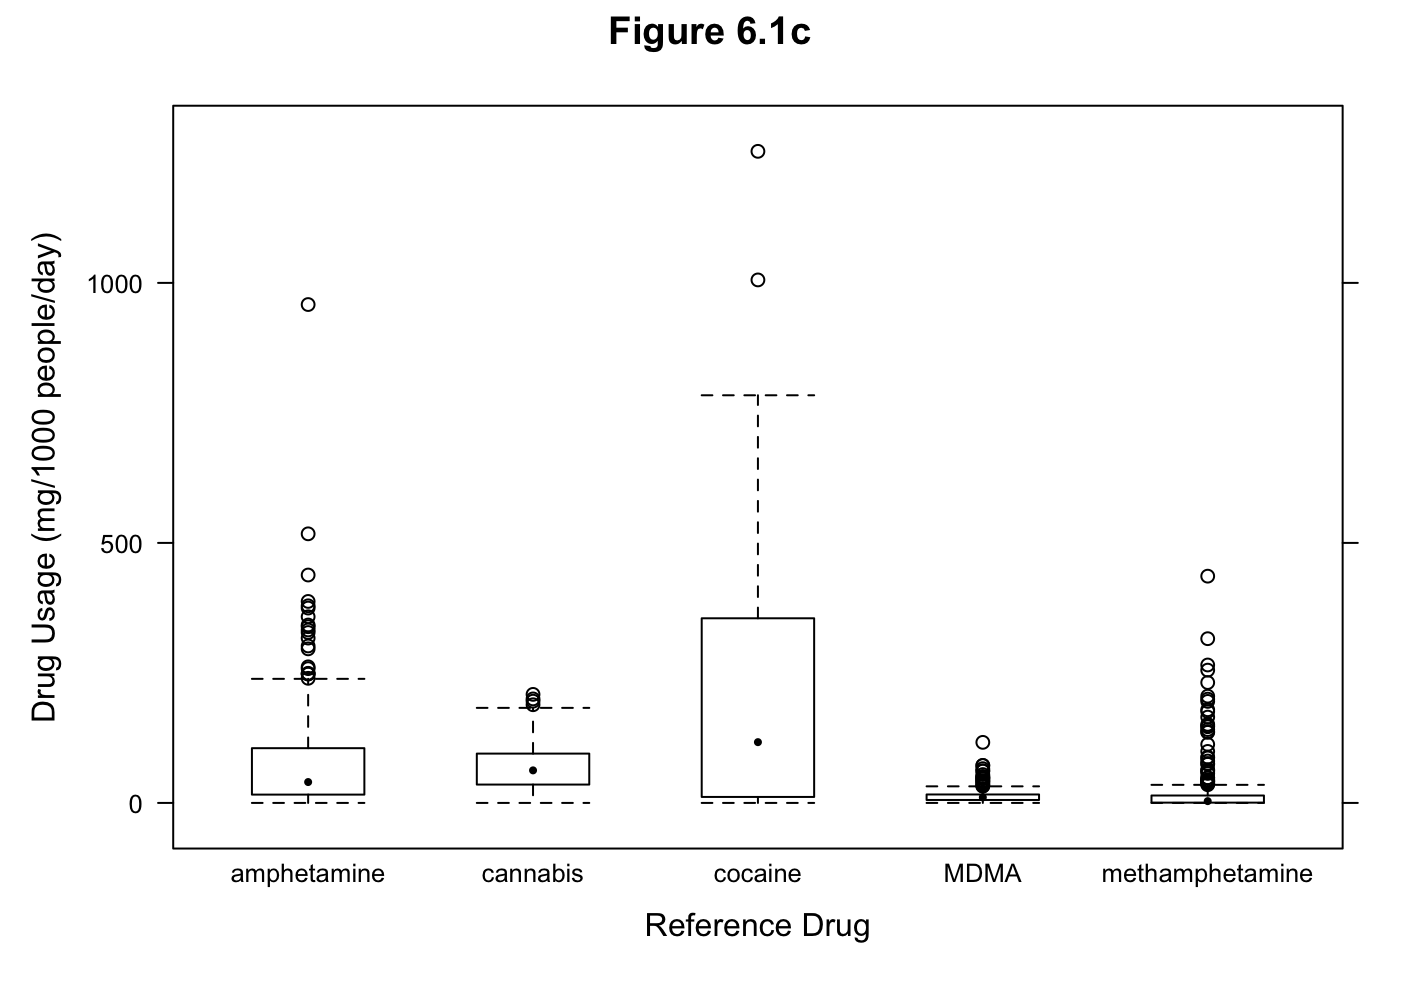 Figure 6.1c
Drug Usage (mg/1000 people/day)
1000
500
0
amphetamine cannabis cocaine MDMA methamphetamine
Reference Drug